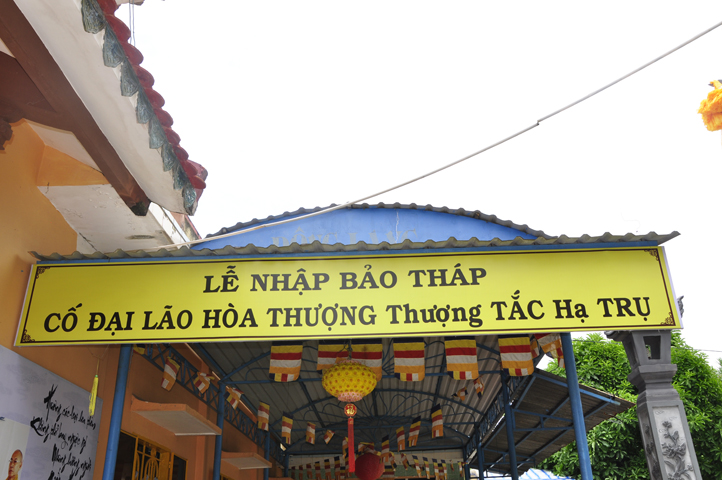 LỄ NHẬP BẢO THÁP
CỐ ĐẠI LÃO HÒA THƯỢNG Thượng TẮC Hạ TRỤ